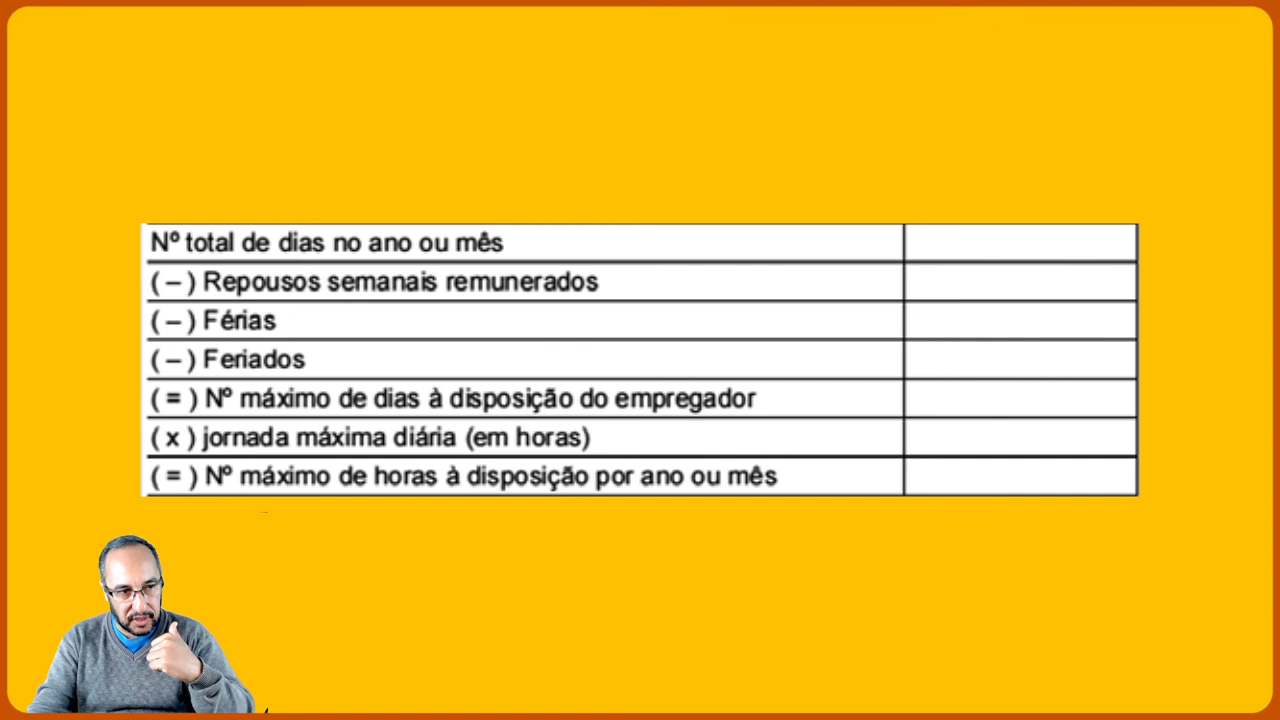 Nº total de dias no ano ou mês
( – ) Repousos semanais remunerados
( – ) Férias
( – ) Feriados
( = ) Nº máximo de dias à disposição do empregador
( x ) jornada máxima diária (em horas)
( = ) Nº máximo de horas à disposição por ano ou mês